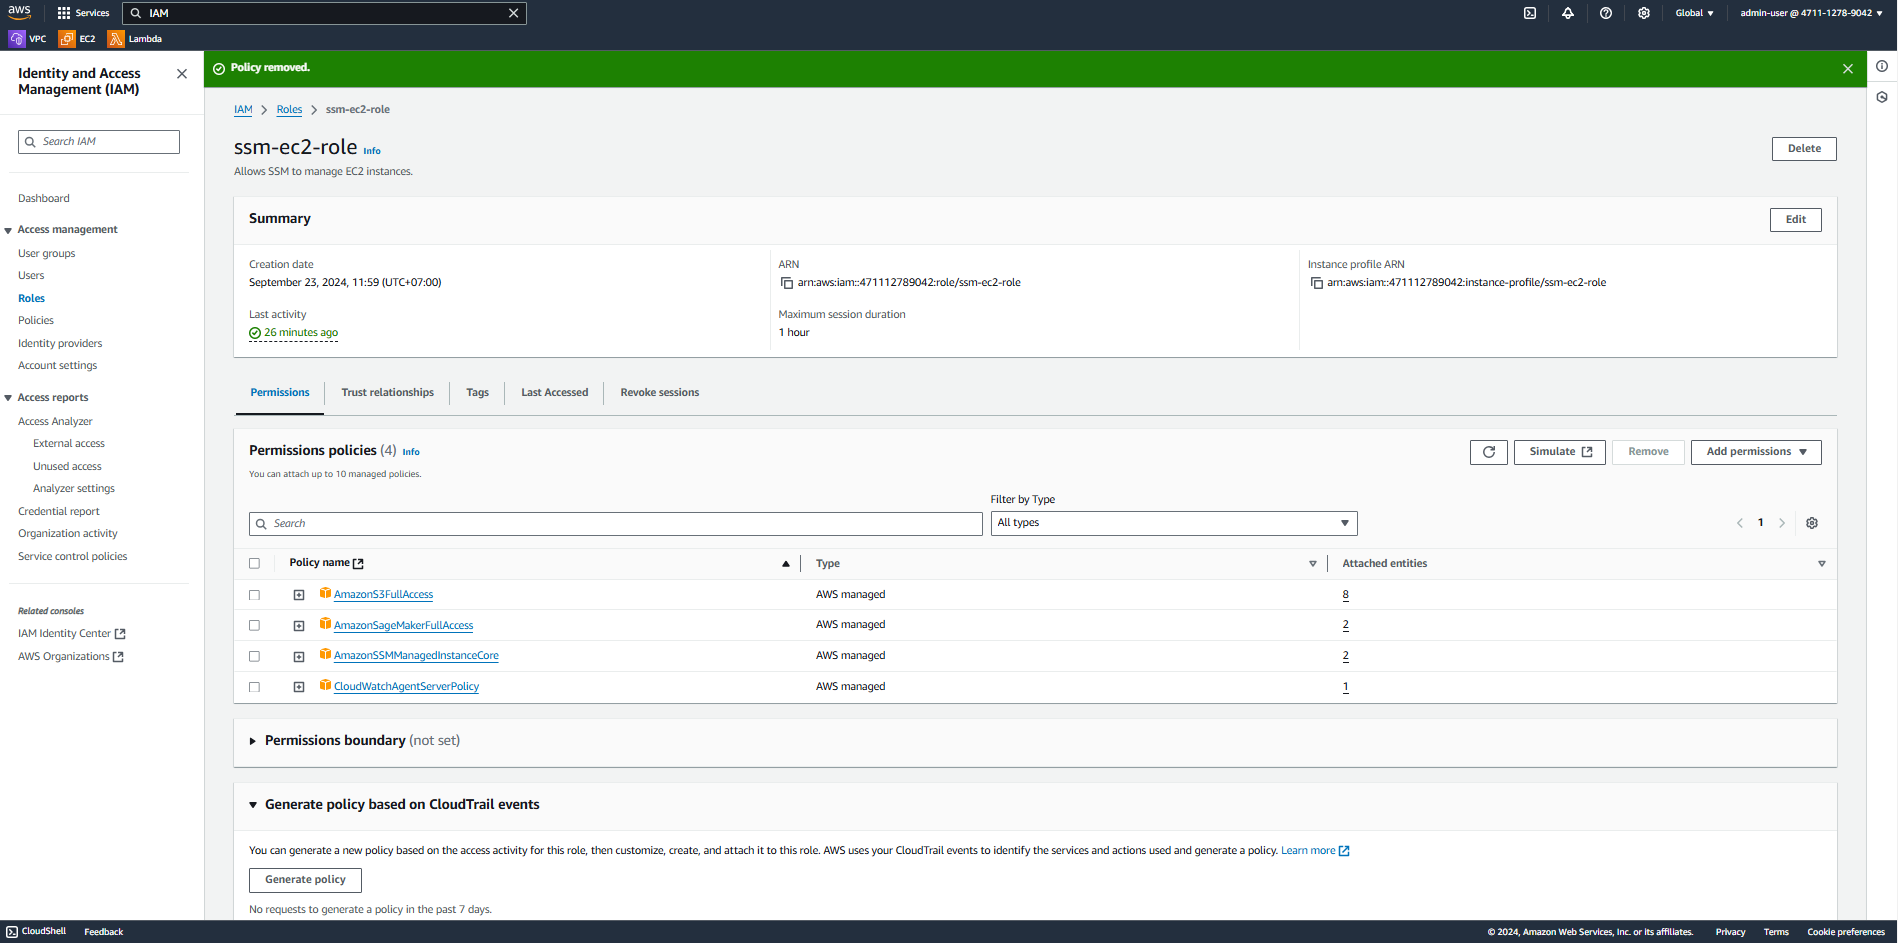 aws
Services
IAM
Global
admin-user @ 4711-1278-9042
VPC
EC2
Lambda
Identity and Access
Management (IAM)
Search IAM
Dashboard
Access management
User groups
Users
Roles
Policies
Identity providers
Account settings
Access reports
Access Analyzer
External access
Unused access
Analyzer settings
Credential report
Organization activity
Service control policies
Related consoles
IAM Identity Center
AWS Organizations
Policy removed.
IAM > Roles > ssm-ec2-role
ssm-ec2-role Info
Delete
Allows SSM to manage EC2 instances.
Summary
Edit
Creation date
September 23, 2024, 11:59 (UTC+07:00)
ARN
arn:aws:iam::471112789042:role/ssm-ec2-role
Instance profile ARN
arn:aws:iam::471112789042:instance-profile/ssm-ec2-role
Last activity
26 minutes ago
Maximum session duration
1 hour
Permissions
Trust relationships
Tags
Last Accessed
Revoke sessions
Permissions policies (4) Info
Simulate
Remove
Add permissions
You can attach up to 10 managed policies.
Filter by Type
Search
All types
1
Policy name
Type
Attached entities
AmazonS3FullAccess
AWS managed
8
AmazonSageMakerFullAccess
AWS managed
2
AmazonSSMManagedInstanceCore
AWS managed
2
CloudWatchAgentServerPolicy
AWS managed
1
Permissions boundary (not set)
Generate policy based on CloudTrail events
You can generate a new policy based on the access activity for this role, then customize, create, and attach it to this role. AWS uses your CloudTrail events to identify the services and actions used and generate a policy. Learn more
Generate policy
No requests to generate a policy in the past 7 days.
CloudShell
Feedback
© 2024, Amazon Web Services, Inc. or its affiliates.
Privacy
Terms
Cookie preferences